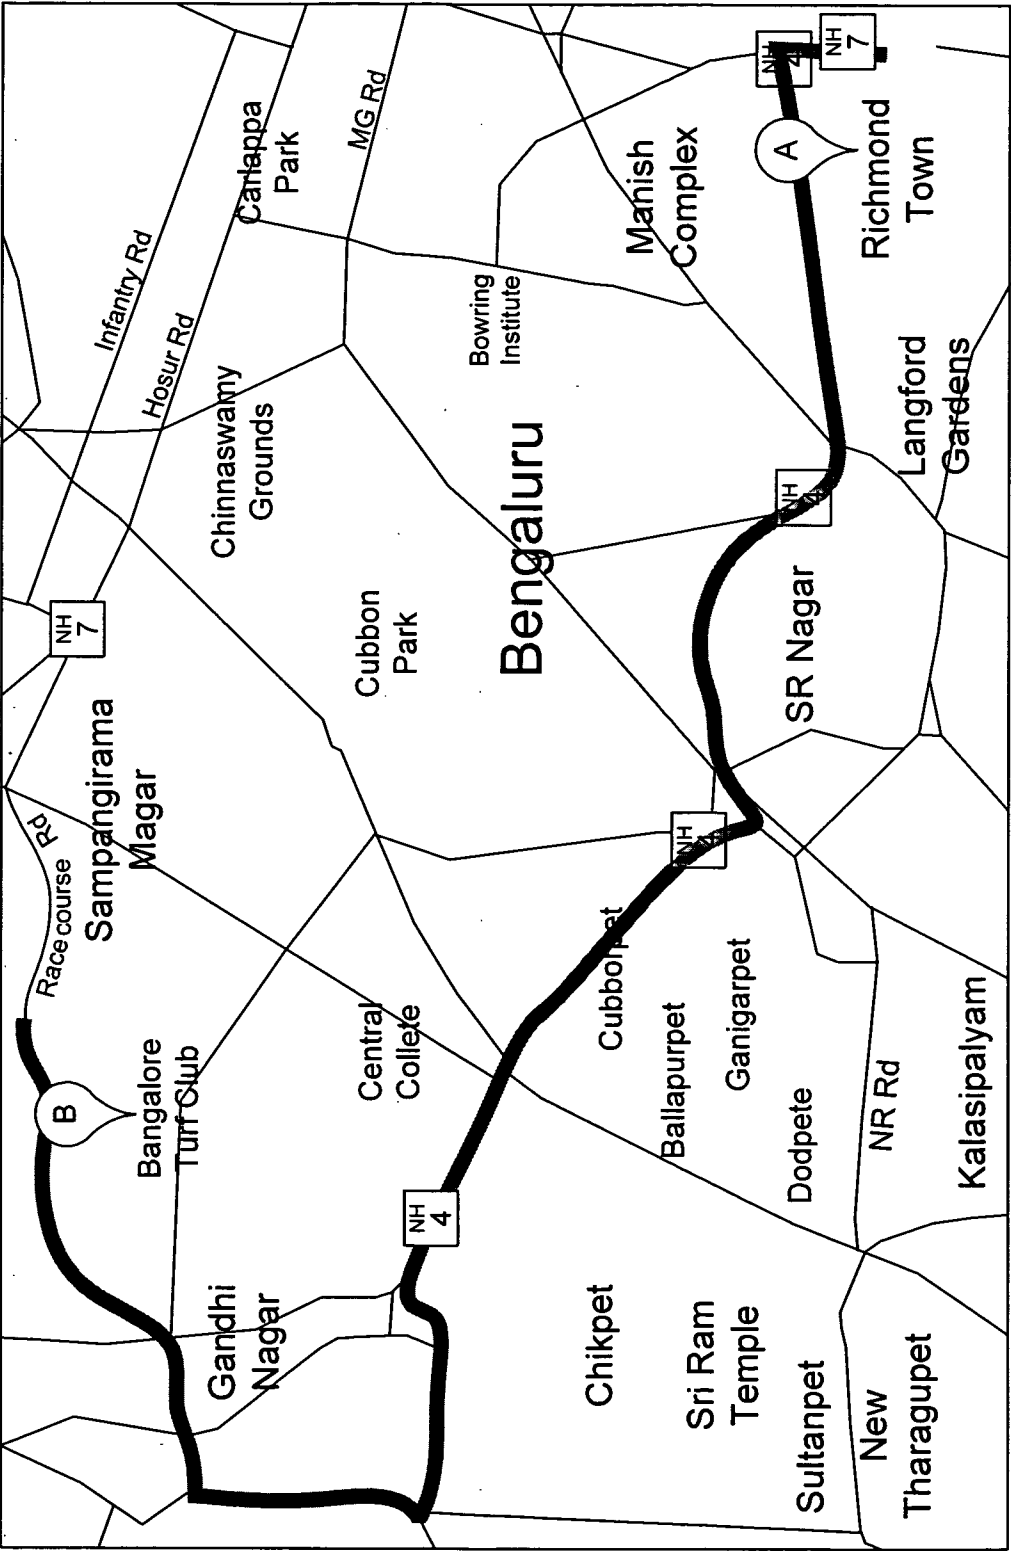 Race course Rd
B
NH
7
Sampangirama
Magar
Infantry Rd
Hosur Rd
Bangalore
Turf Club
Gandhi
Nagar
Chinnaswamy
Grounds
Carlappa
Park
Central
Collete
Cubbon
Park
MG Rd
NH
4
Bengaluru
Bowring
Institute
Chikpet
Cubborpet
Manish
Complex
Ballapurpet
NH
4
Sri Ram
Temple
Ganigarpet
SR Nagar
NH
4
A
NH
4
NH
7
Sultanpet
Dodpete
NR Rd
New
Tharagupet
Langford
Gardens
Richmond
Town
Kalasipalyam